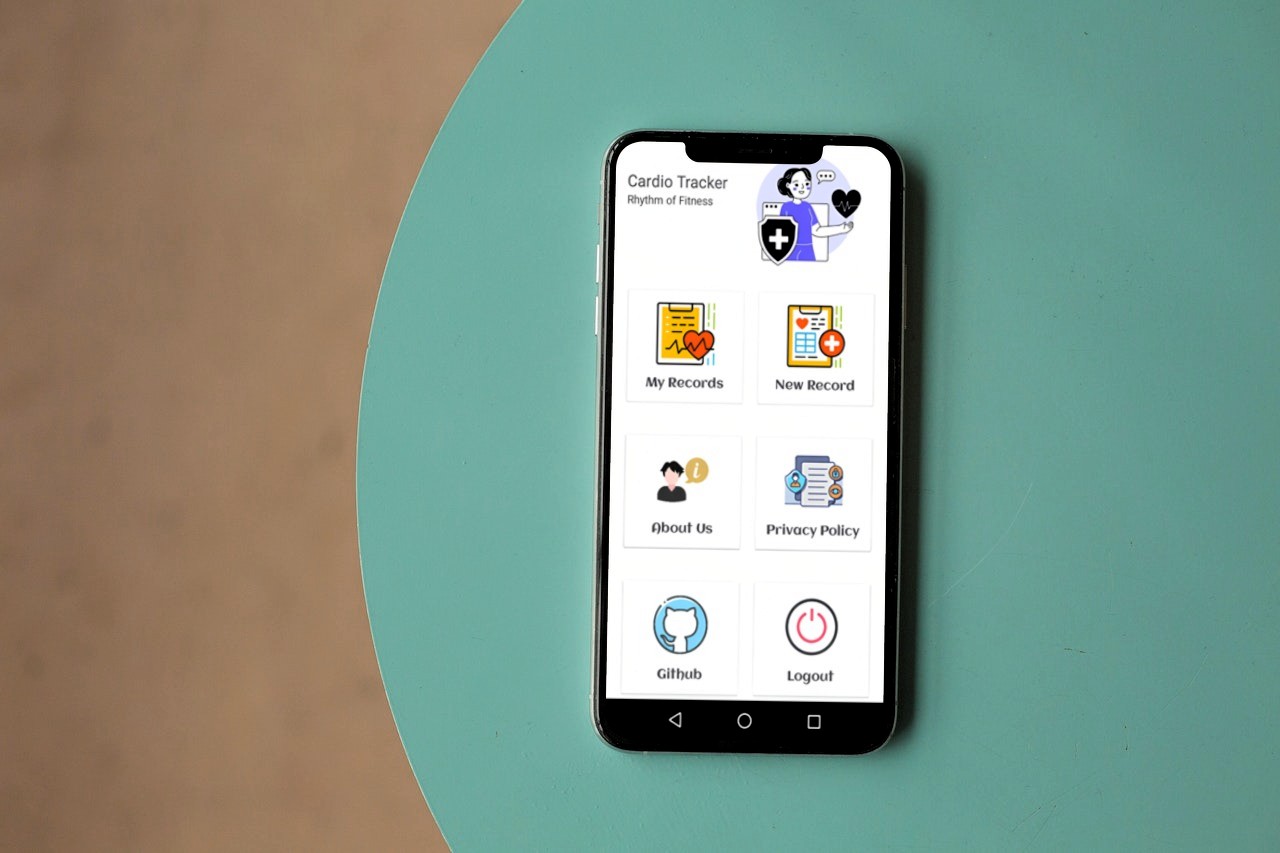 Cardio Tracker
Rhythm of Fitness
My Records
New Record
About Us
Privacy Policy
Github
Logout